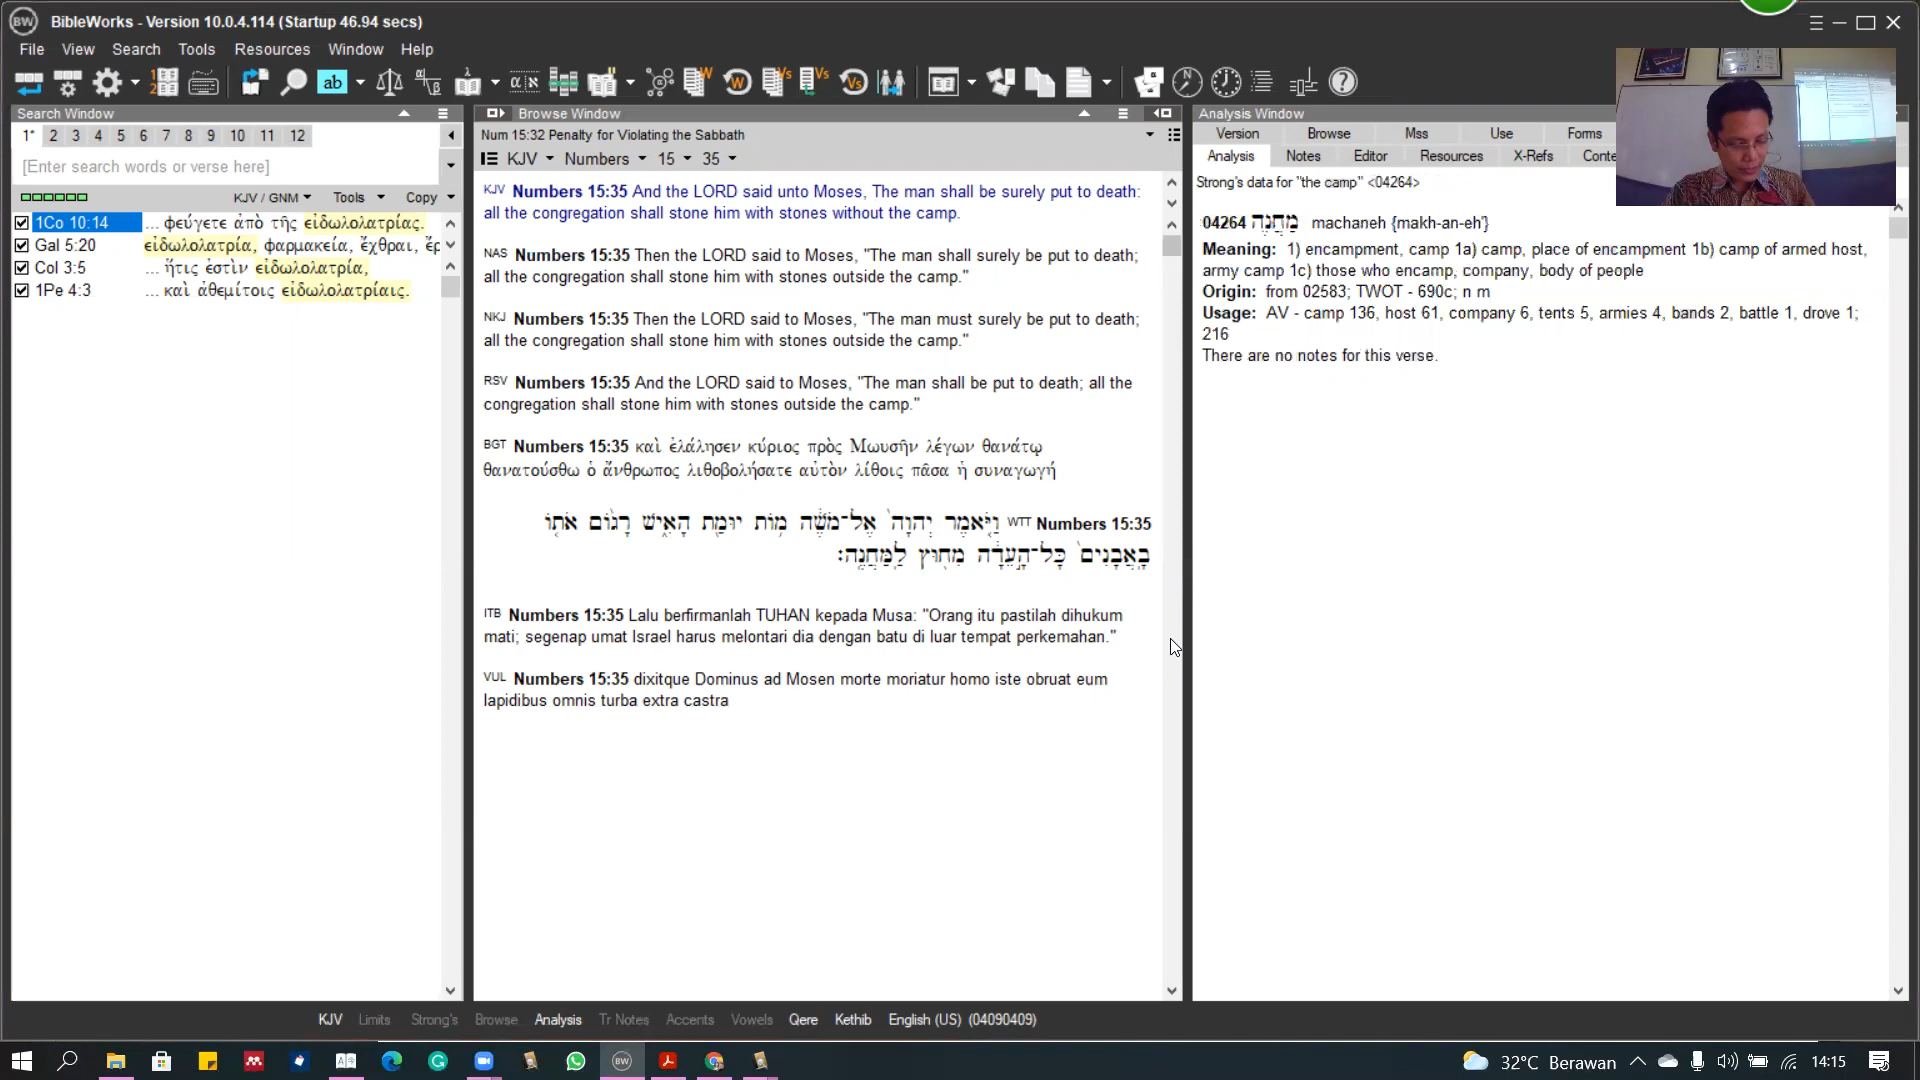 BibleWorks - Version 10.0.4.114 (Startup 46.94 secs)
File View Search Tools Resources Window Help
Search Window
1* 2 3 4 5 6 7 8 9 10 11 12
[Enter search words or verse here]
KJV / GNM Tools Copy
1Co 10:14 ... φεύγετε ἀπὸ τῆς εἰδωλολατρίας.
Gal 5:20 εἰδωλολατρία, φαρμακεία, ἔχθραι, ἔρ
Col 3:5 ... ἥτις ἐστὶν εἰδωλολατρία,
1Pe 4:3 ... καὶ ἀθεμίτοις εἰδωλολατρίαις.
Browse Window
Num 15:32 Penalty for Violating the Sabbath
KJV Numbers 15 35
KJV Numbers 15:35 And the LORD said unto Moses, The man shall be surely put to death:
all the congregation shall stone him with stones without the camp.
NAS Numbers 15:35 Then the LORD said to Moses, "The man shall surely be put to death;
all the congregation shall stone him with stones outside the camp."
NKJ Numbers 15:35 Then the LORD said to Moses, "The man must surely be put to death;
all the congregation shall stone him with stones outside the camp."
RSV Numbers 15:35 And the LORD said to Moses, "The man shall be put to death; all the
congregation shall stone him with stones outside the camp."
BGT Numbers 15:35 καὶ ἐλάλησεν κύριος πρὸς Μωυσῆν λέγων θανάτῳ
θανατούσθω ὁ ἄνθρωπος λιθοβολήσατε αὐτὸν λίθοις πᾶσα ἡ συναγωγή
WTT Numbers 15:35 וַיֹּ֤אמֶר יְהוָה֙ אֶל־מֹשֶׁ֔ה מ֥וֹת יוּמַ֖ת הָאִ֑ישׁ רָג֙וֹם אֹת֤וֹ
בָֽאֲבָנִים֙ כָּל־הָ֣עֵדָ֔ה מִח֖וּץ לַֽמַּחֲנֶֽה׃
ITB Numbers 15:35 Lalu berfirmanlah TUHAN kepada Musa: "Orang itu pastilah dihukum
mati; segenap umat Israel harus melontari dia dengan batu di luar tempat perkemahan."
VUL Numbers 15:35 dixitque Dominus ad Mosen morte moriatur homo iste obruat eum
lapidibus omnis turba extra castra
Analysis Window
Version Browse Mss Use Forms
Analysis Notes Editor Resources X-Refs Conte
Strong's data for "the camp" <04264>
04264 מַחֲנֶה machaneh {makh-an-eh'}
Meaning: 1) encampment, camp 1a) camp, place of encampment 1b) camp of armed host,
army camp 1c) those who encamp, company, body of people
Origin: from 02583; TWOT - 690c; n m
Usage: AV - camp 136, host 61, company 6, tents 5, armies 4, bands 2, battle 1, drove 1;
216
There are no notes for this verse.
KJV Limits Strong's Browse Analysis Tr Notes Accents Vowels Qere Kethib English (US) (04090409)
32°C Berawan 14:15